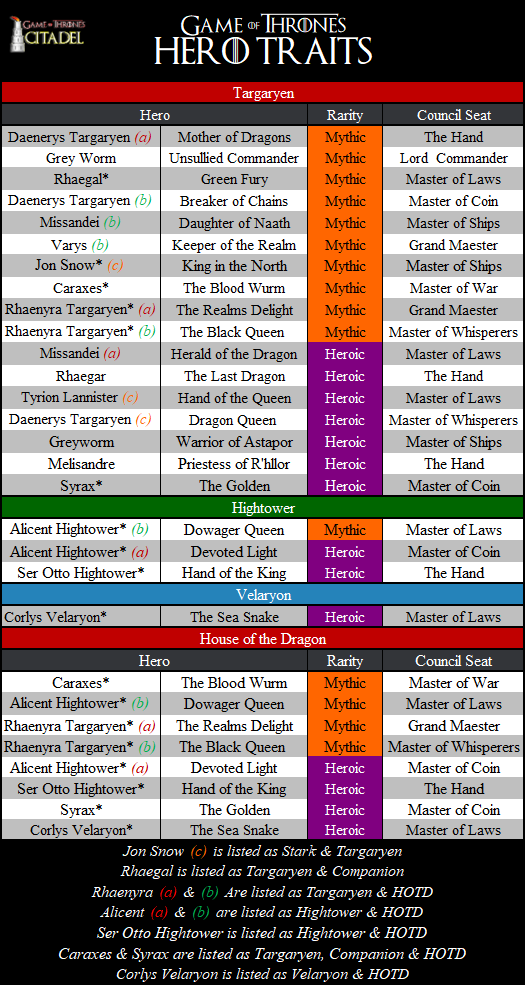 GAME OF THRONES
CITADEL
GAME OF THRONES
HERO TRAITS
Targaryen
Hero Rarity Council Seat
Daenerys Targaryen (a) Mother of Dragons Mythic The Hand
Grey Worm Unsullied Commander Mythic Lord Commander
Rhaegal* Green Fury Mythic Master of Laws
Daenerys Targaryen (b) Breaker of Chains Mythic Master of Coin
Missandei (b) Daughter of Naath Mythic Master of Ships
Varys (b) Keeper of the Realm Mythic Grand Maester
Jon Snow* (c) King in the North Mythic Master of Ships
Caraxes* The Blood Wurm Mythic Master of War
Rhaenyra Targaryen* (a) The Realms Delight Mythic Grand Maester
Rhaenyra Targaryen* (b) The Black Queen Mythic Master of Whisperers
Missandei (a) Herald of the Dragon Heroic Master of Laws
Rhaegar The Last Dragon Heroic The Hand
Tyrion Lannister (c) Hand of the Queen Heroic Master of Laws
Daenerys Targaryen (c) Dragon Queen Heroic Master of Whisperers
Greyworm Warrior of Astapor Heroic Master of Ships
Melisandre Priestess of R'hllor Heroic The Hand
Syrax* The Golden Heroic Master of Coin
Hightower
Alicent Hightower* (b) Dowager Queen Mythic Master of Laws
Alicent Hightower* (a) Devoted Light Heroic Master of Coin
Ser Otto Hightower* Hand of the King Heroic The Hand
Velaryon
Corlys Velaryon* The Sea Snake Heroic Master of Laws
House of the Dragon
Hero Rarity Council Seat
Caraxes* The Blood Wurm Mythic Master of War
Alicent Hightower* (b) Dowager Queen Mythic Master of Laws
Rhaenyra Targaryen* (a) The Realms Delight Mythic Grand Maester
Rhaenyra Targaryen* (b) The Black Queen Mythic Master of Whisperers
Alicent Hightower* (a) Devoted Light Heroic Master of Coin
Ser Otto Hightower* Hand of the King Heroic The Hand
Syrax* The Golden Heroic Master of Coin
Corlys Velaryon* The Sea Snake Heroic Master of Laws
Jon Snow (c) is listed as Stark & Targaryen
Rhaegal is listed as Targaryen & Companion
Rhaenyra (a) & (b) Are listed as Targaryen & HOTD
Alicent (a) & (b) are listed as Hightower & HOTD
Ser Otto Hightower is listed as Hightower & HOTD
Caraxes & Syrax are listed as Targaryen, Companion & HOTD
Corlys Velaryon is listed as Velaryon & HOTD